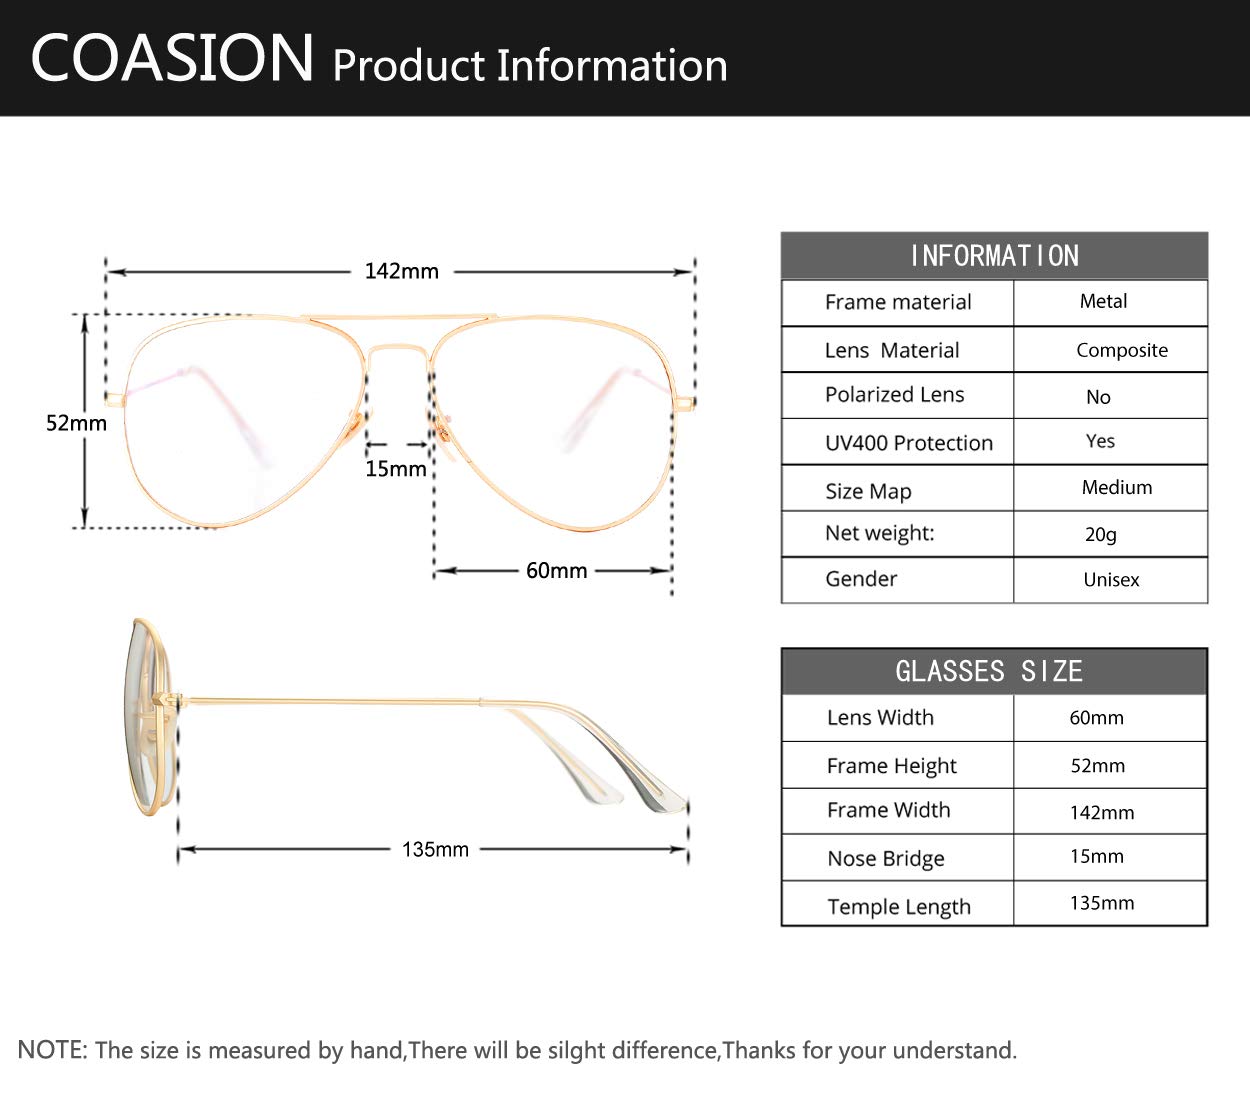 COASION Product Information
142mm
52mm
15mm
60mm
135mm
INFORMATION
Frame material Metal
Lens Material Composite
Polarized Lens No
UV400 Protection Yes
Size Map Medium
Net weight: 20g
Gender Unisex
GLASSES SIZE
Lens Width 60mm
Frame Height 52mm
Frame Width 142mm
Nose Bridge 15mm
Temple Length 135mm
NOTE: The size is measured by hand,There will be silght difference,Thanks for your understand.